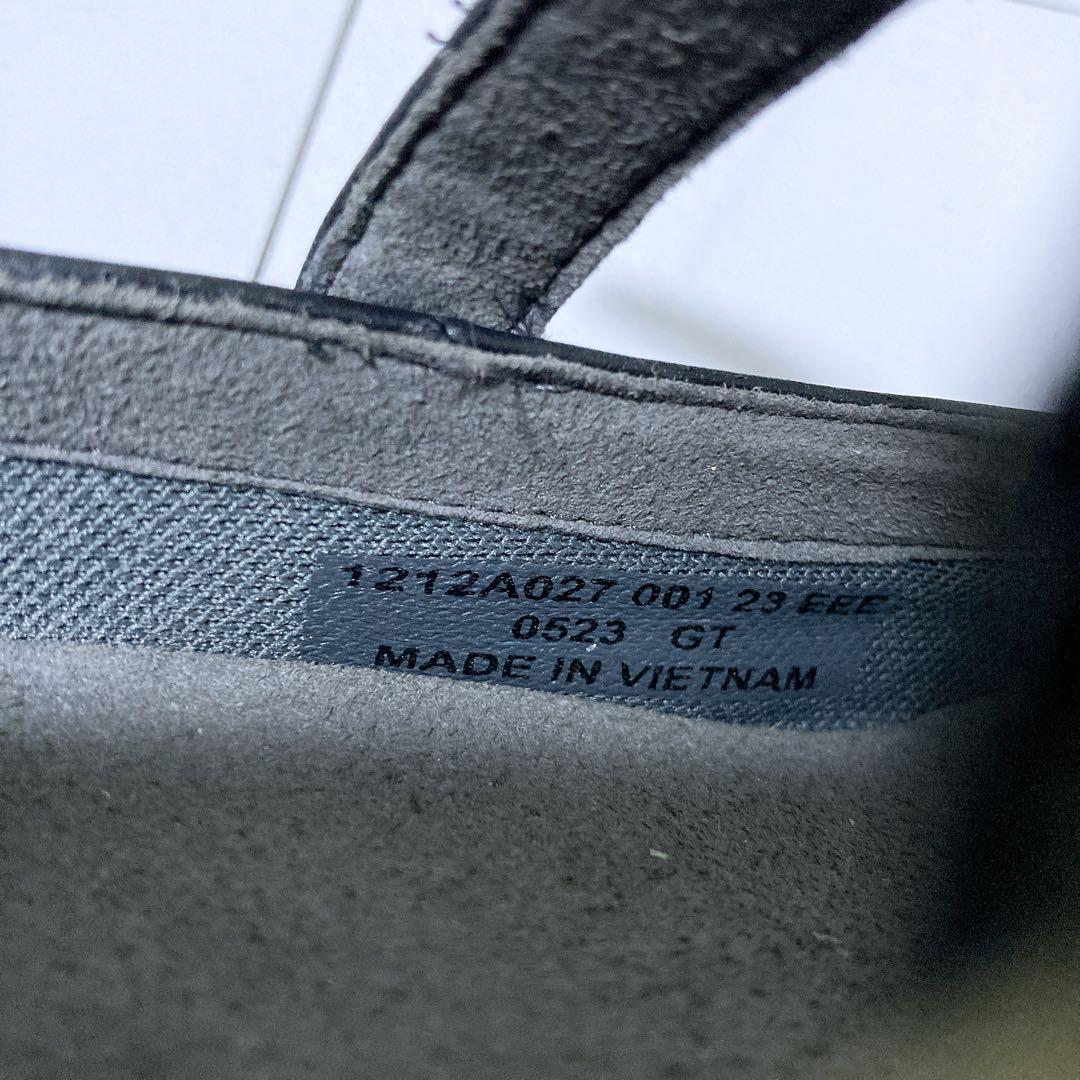 1212A027 001 23 EEE
0523 GT
MADE IN VIETNAM